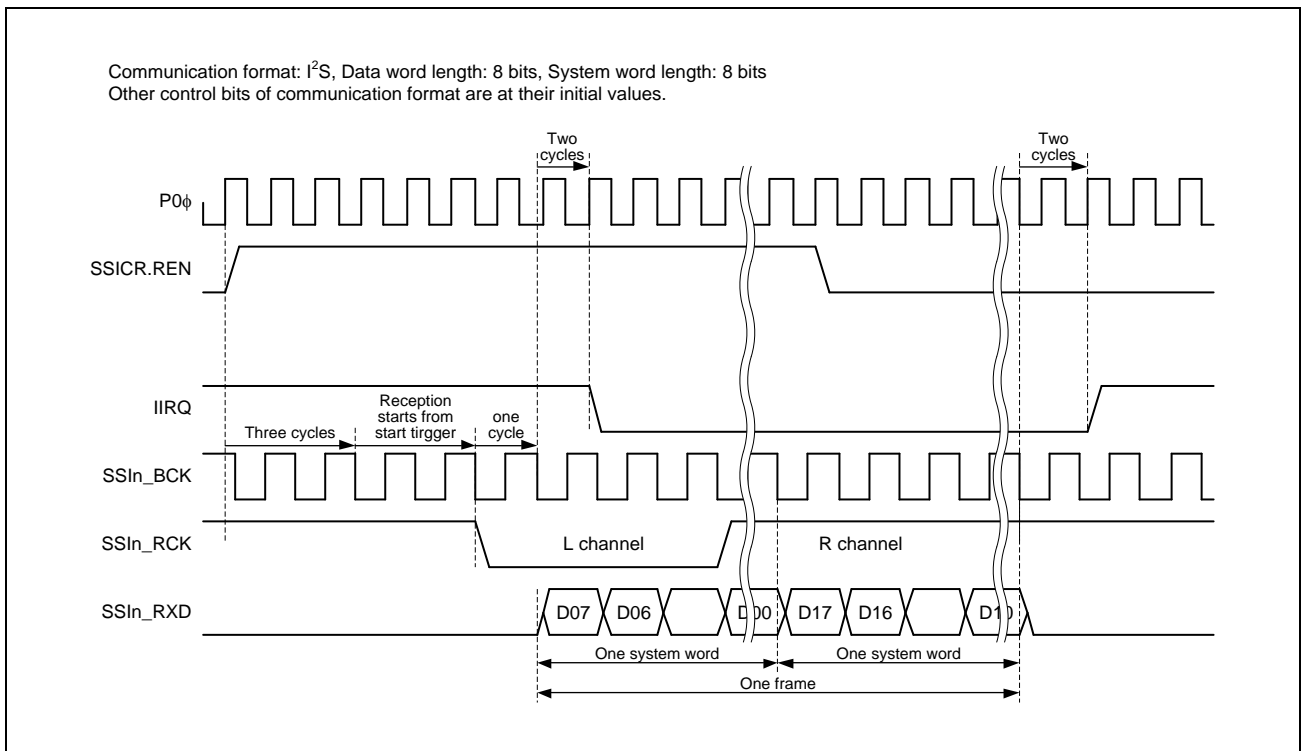 Communication format: I²S, Data word length: 8 bits, System word length: 8 bits
Other control bits of communication format are at their initial values.
Two
cycles
Two
cycles
P0ϕ
SSICR.REN
IIRQ
Three cycles
Reception
starts from
start tirgger
one
cycle
SSIn_BCK
SSIn_RCK
L channel
R channel
SSIn_RXD
D07
D06
D00
D17
D16
D10
One system word
One system word
One frame